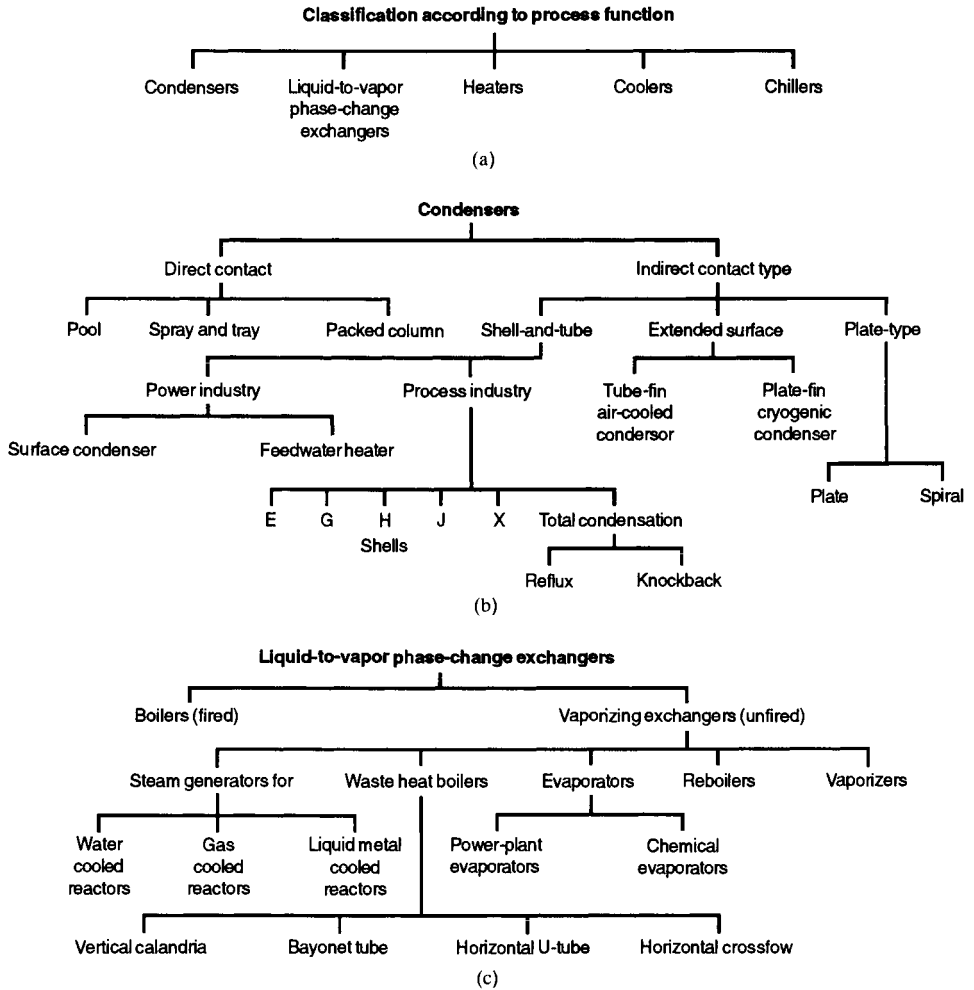 Classification according to process function
Condensers Liquid-to-vapor Heaters Coolers Chillers
phase-change
exchangers
(a)
Condensers
Direct contact Indirect contact type
Pool Spray and tray Packed column Shell-and-tube Extended surface Plate-type
Power industry Process industry Tube-fin Plate-fin
air-cooled cryogenic
condersor condenser
Surface condenser Feedwater heater
Plate Spiral
E G H J X Total condensation
Shells
Reflux Knockback
(b)
Liquid-to-vapor phase-change exchangers
Boilers (fired) Vaporizing exchangers (unfired)
Steam generators for Waste heat boilers Evaporators Reboilers Vaporizers
Water Gas Liquid metal Power-plant Chemical
cooled cooled cooled evaporators evaporators
reactors reactors reactors
Vertical calandria Bayonet tube Horizontal U-tube Horizontal crossfow
(c)